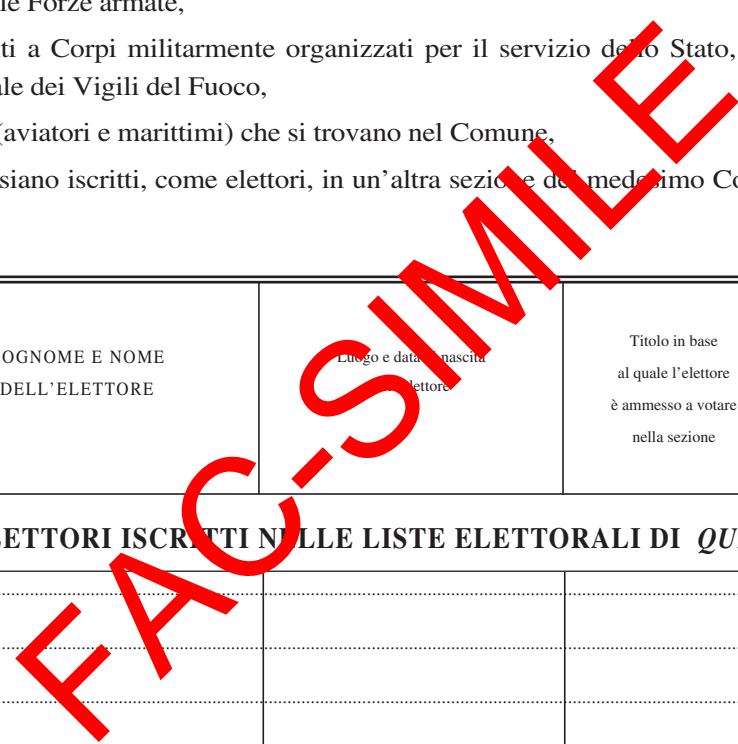 le Forze armate,
ti a Corpi militarmente organizzati per il servizio dello Stato,
ale dei Vigili del Fuoco,
(aviatori e marittimi) che si trovano nel Comune,
siano iscritti, come elettori, in un’altra sezione del medesimo Co
OGNOME E NOME
DELL’ELETTORE
Luogo e data di nascita
elettore
Titolo in base
al quale l’elettore
è ammesso a votare
nella sezione
LETTORI ISCRITTI NELLE LISTE ELETTORALI DI QU
FAC-SIMILE